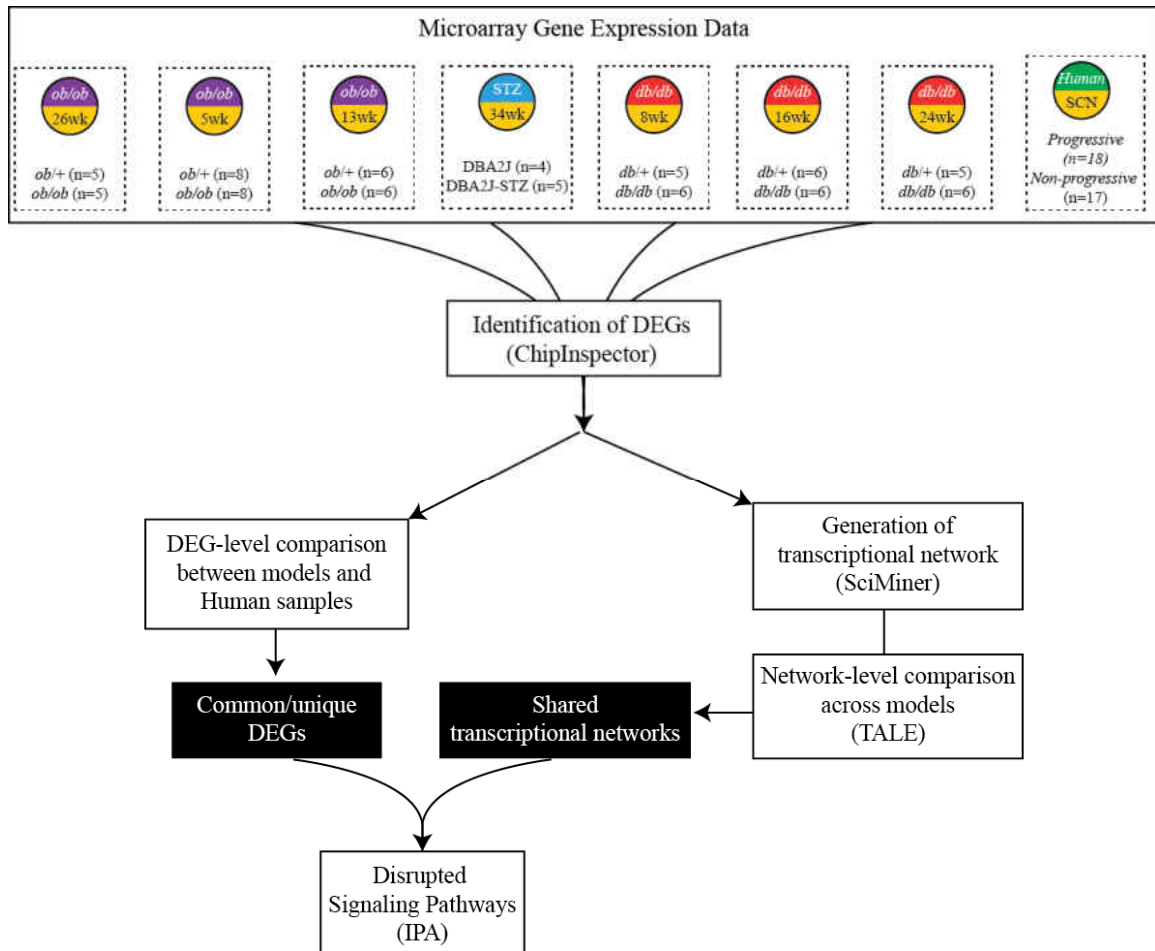 Microarray Gene Expression Data
ob/ob
26wk
ob/+ (n=5)
ob/ob (n=5)
ob/ob
5wk
ob/+ (n=8)
ob/ob (n=8)
ob/ob
13wk
ob/+ (n=6)
ob/ob (n=6)
STZ
34wk
DBA2J (n=4)
DBA2J-STZ (n=5)
db/db
8wk
db/+ (n=5)
db/db (n=6)
db/db
16wk
db/+ (n=6)
db/db (n=6)
db/db
24wk
db/+ (n=5)
db/db (n=6)
Human
SCN
Progressive
(n=18)
Non-progressive
(n=17)
Identification of DEGs
(ChipInspector)
DEG-level comparison
between models and
Human samples
Generation of
transcriptional network
(SciMiner)
Common/unique
DEGs
Shared
transcriptional networks
Network-level comparison
across models
(TALE)
Disrupted
Signaling Pathways
(IPA)